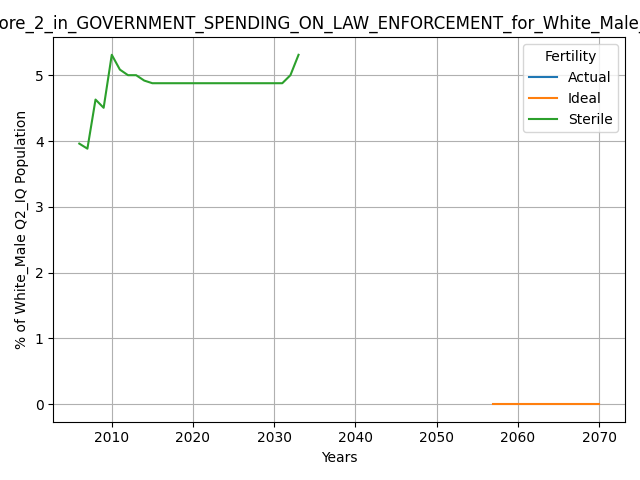 ore_2_in_GOVERNMENT_SPENDING_ON_LAW_ENFORCEMENT_for_White_Male_
Fertility
Actual
Ideal
Sterile
% of White_Male Q2_IQ Population
5
4
3
2
1
0
2010 2020 2030 2040 2050 2060 2070
Years